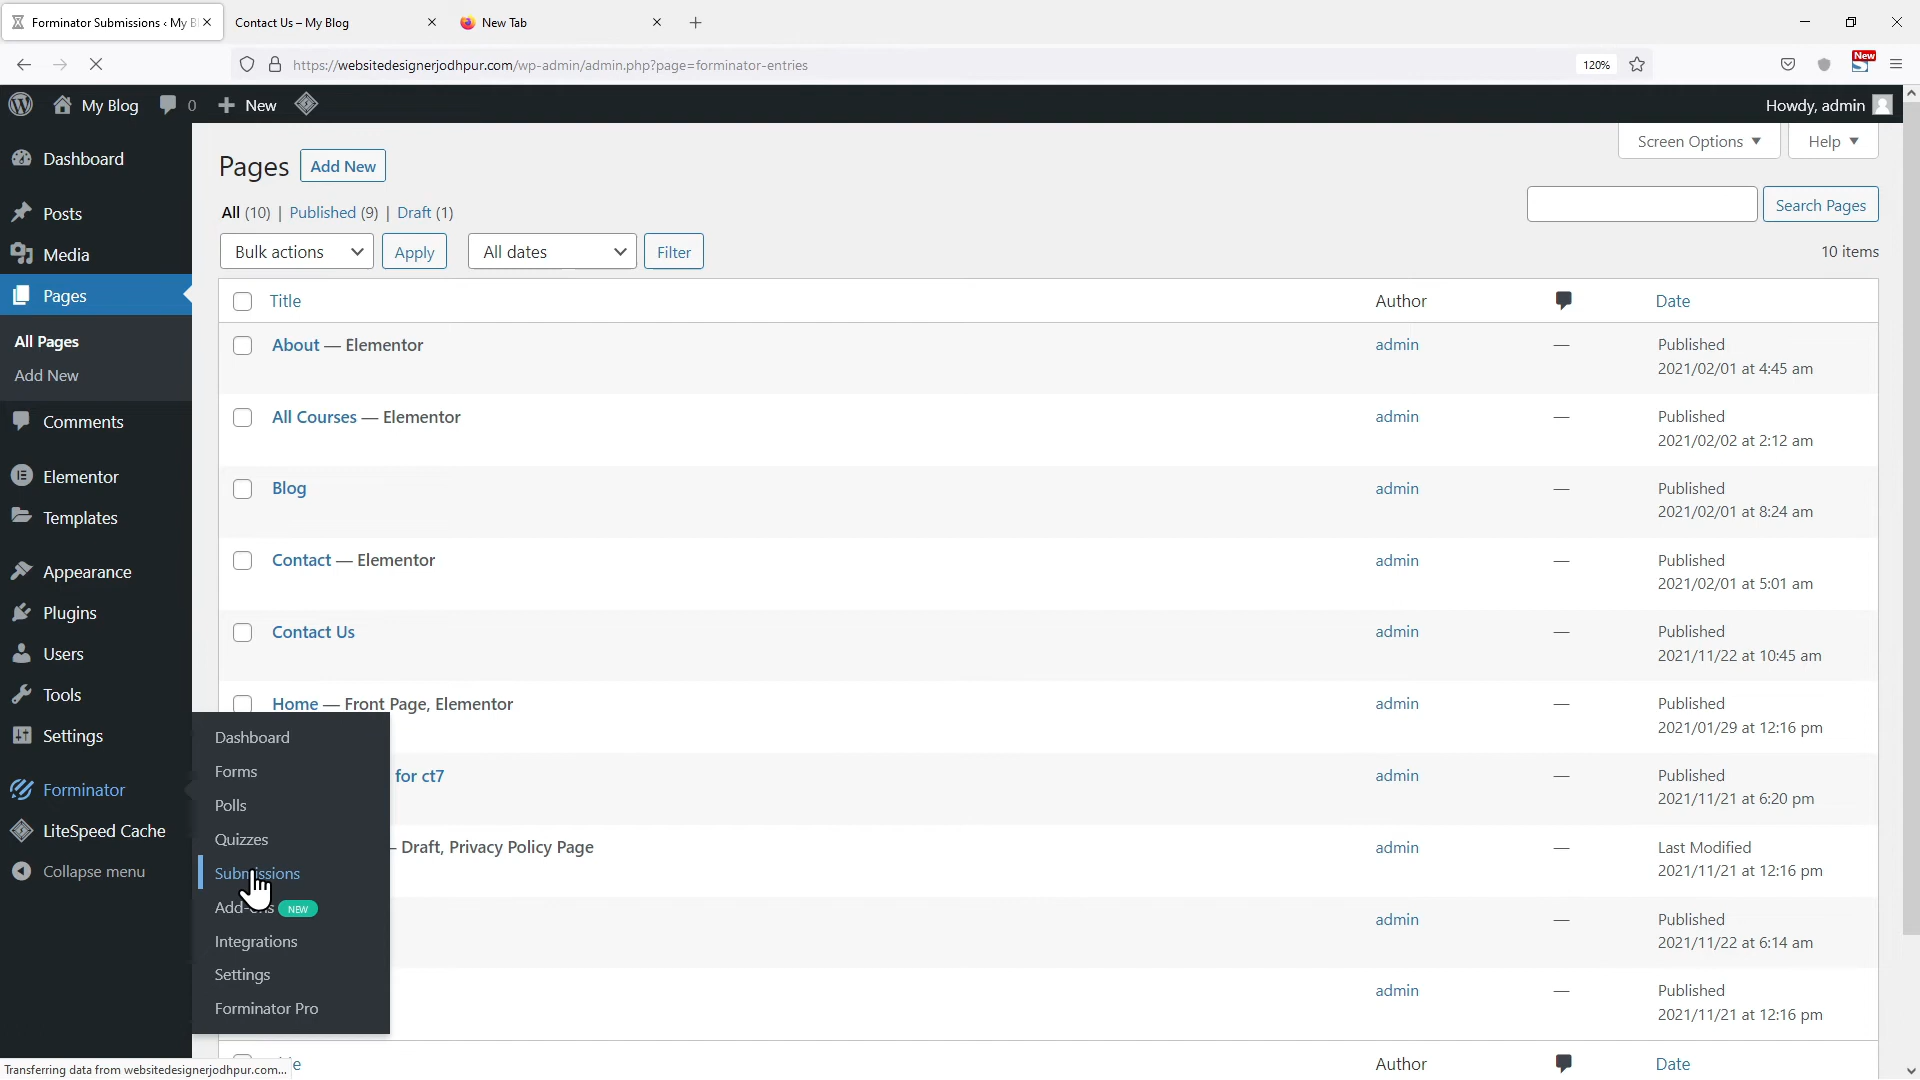 Forminator Submissions ‹ My Bl
Contact Us – My Blog
New Tab
https://websitedesignerjodhpur.com/wp-admin/admin.php?page=forminator-entries
120%
New
My Blog
0
New
Howdy, admin
Dashboard
Posts
Media
Pages
All Pages
Add New
Comments
Elementor
Templates
Appearance
Plugins
Users
Tools
Settings
Forminator
LiteSpeed Cache
Collapse menu
Dashboard
Forms
Polls
Quizzes
Submissions
NEW
Integrations
Settings
Forminator Pro
Screen Options
Help
Pages
Add New
All (10) | Published (9) | Draft (1)
Search Pages
Bulk actions
Apply
All dates
Filter
10 items
Title Author Date
About — Elementor admin — Published
2021/02/01 at 4:45 am
All Courses — Elementor admin — Published
2021/02/02 at 2:12 am
Blog admin — Published
2021/02/01 at 8:24 am
Contact — Elementor admin — Published
2021/02/01 at 5:01 am
Contact Us admin — Published
2021/11/22 at 10:45 am
Home — Front Page, Elementor admin — Published
2021/01/29 at 12:16 pm
for ct7 admin — Published
2021/11/21 at 6:20 pm
– Draft, Privacy Policy Page admin — Last Modified
2021/11/21 at 12:16 pm
admin — Published
2021/11/22 at 6:14 am
admin — Published
2021/11/21 at 12:16 pm
Author Date
Transferring data from websitedesignerjodhpur.com...